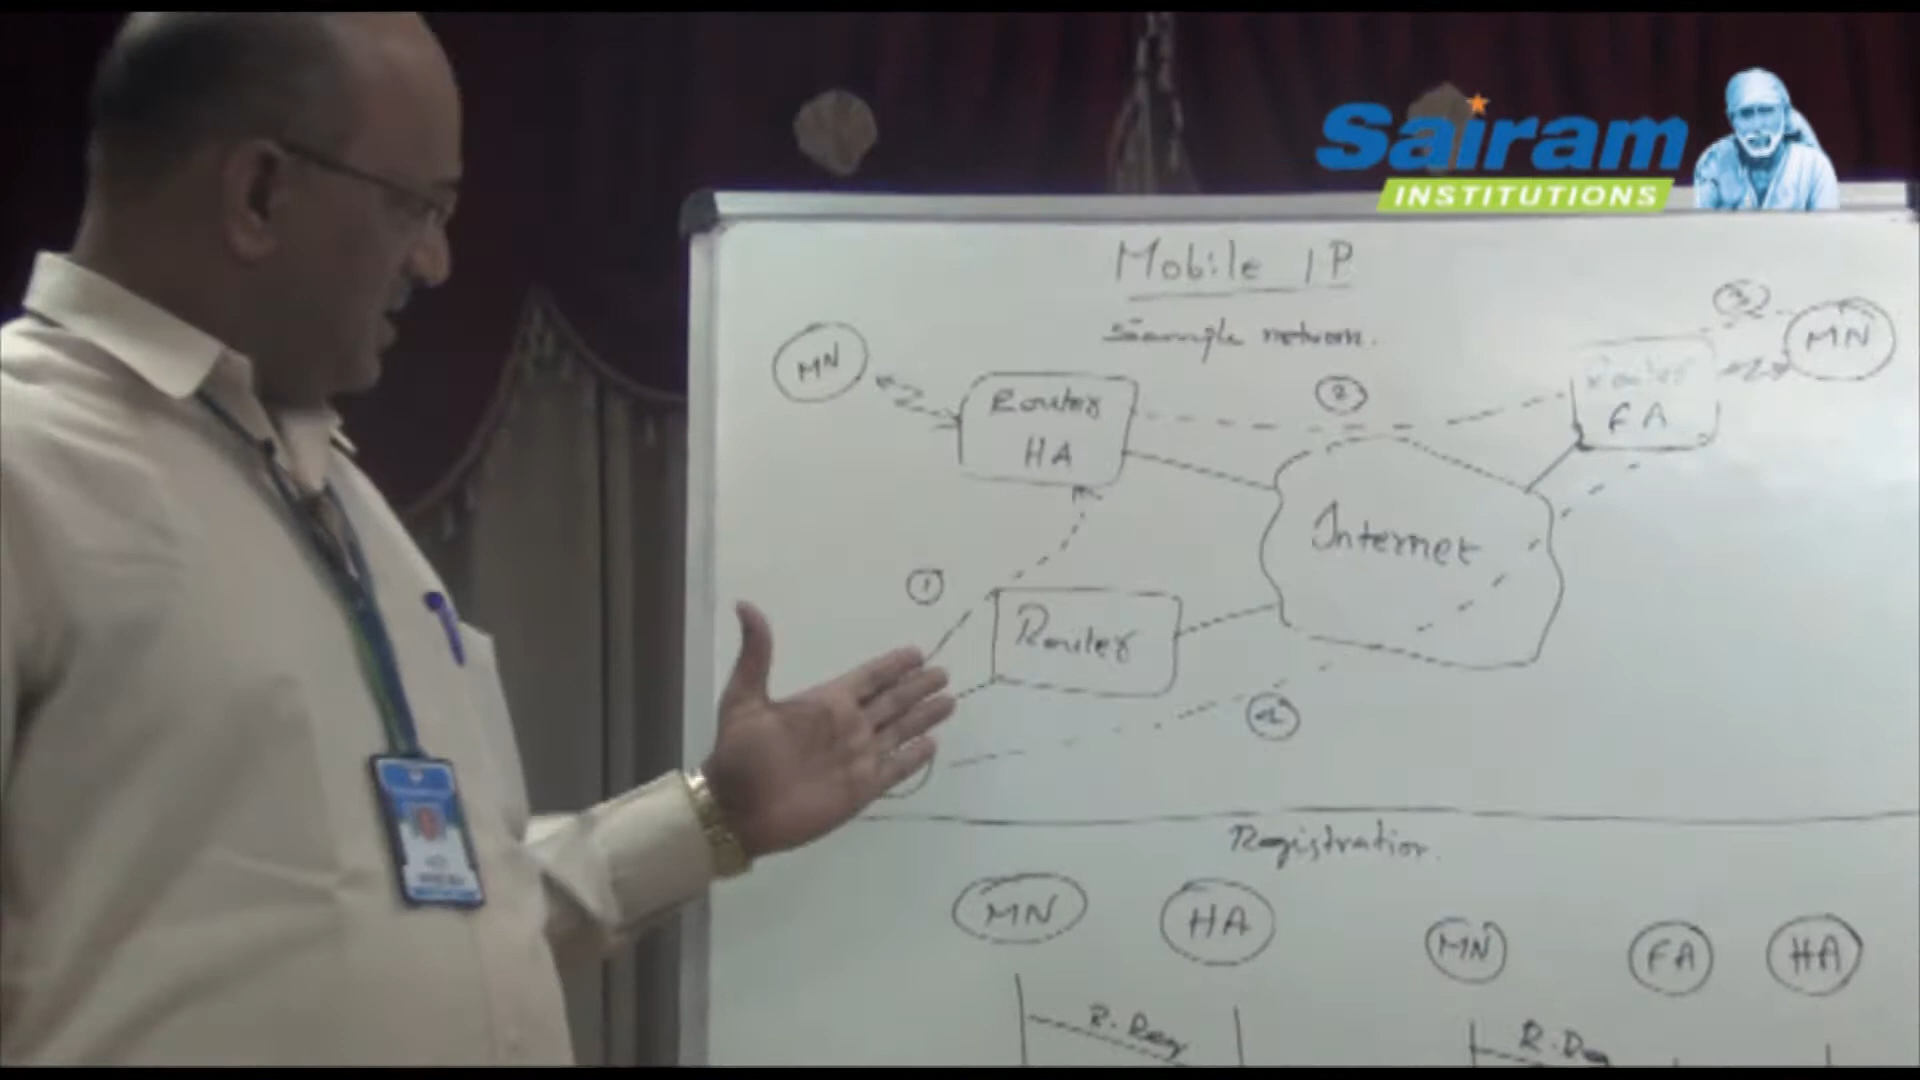 Sairam
INSTITUTIONS
Mobile IP
Sample network.
3
MN
MN
Router
FA
2
Router
HA
Internet
1
Router
4
Registration.
MN
HA
MN
FA
HA
R. Req
R. Req